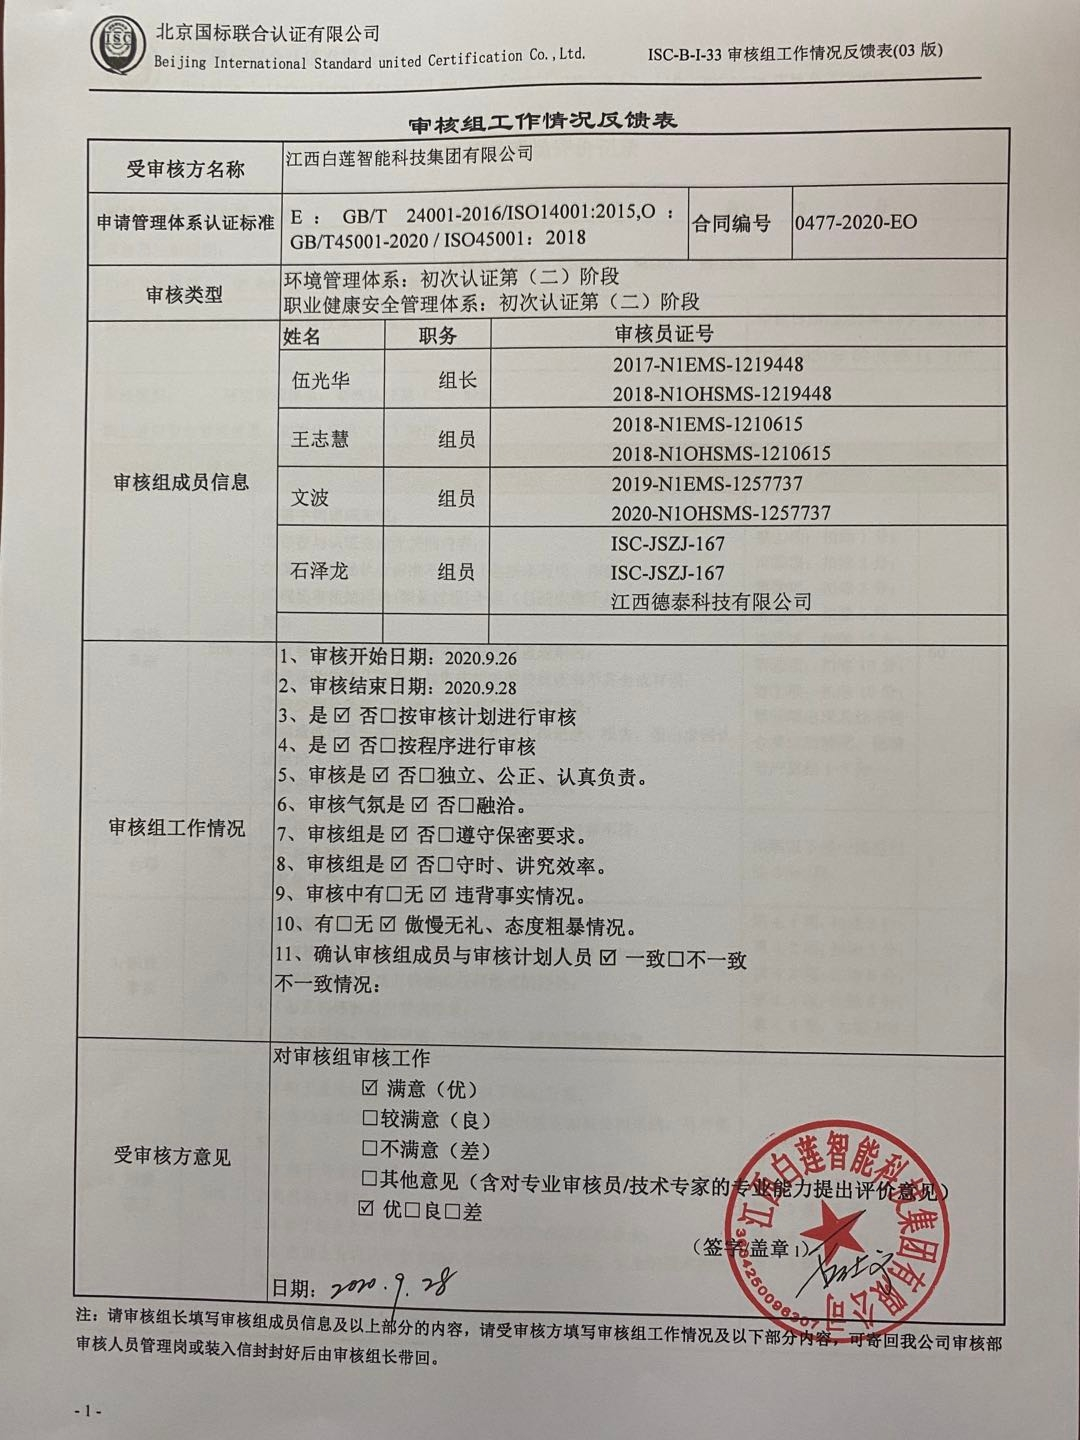 北京国标联合认证有限公司
Beijing International Standard united Certification Co.,Ltd.
ISC-B-I-33 审核组工作情况反馈表(03 版)
ISC
审核组工作情况反馈表
受审核方名称
江西白莲智能科技集团有限公司
申请管理体系认证标准
E : GB/T 24001-2016/ISO14001:2015,O :
GB/T45001-2020 / ISO45001: 2018
合同编号
0477-2020-EO
审核类型
环境管理体系：初次认证第（二）阶段
职业健康安全管理体系：初次认证第（二）阶段
审核组成员信息
姓名 职务 审核员证号
伍光华 组长 2017-N1EMS-1219448
2018-N1OHSMS-1219448
王志慧 组员 2018-N1EMS-1210615
2018-N1OHSMS-1210615
文波 组员 2019-N1EMS-1257737
2020-N1OHSMS-1257737
石泽龙 组员 ISC-JSZJ-167
ISC-JSZJ-167
江西德泰科技有限公司
审核组工作情况
1、审核开始日期：2020.9.26
2、审核结束日期：2020.9.28
3、是☑ 否□按审核计划进行审核
4、是☑ 否□按程序进行审核
5、审核是☑ 否□独立、公正、认真负责。
6、审核气氛是☑ 否□融洽。
7、审核组是☑ 否□遵守保密要求。
8、审核组是☑ 否□守时、讲究效率。
9、审核中有□无☑ 违背事实情况。
10、有□无☑ 傲慢无礼、态度粗暴情况。
11、确认审核组成员与审核计划人员☑ 一致□不一致
不一致情况：
受审核方意见
对审核组审核工作
☑ 满意（优）
□较满意（良）
□不满意（差）
□其他意见（含对专业审核员/技术专家的专业能力提出评价意见）
☑ 优□良□差
（签字/盖章 1）
日期：2020.9.28
江西白莲智能科技集团有限公司
3604250096307
注：请审核组长填写审核组成员信息及以上部分的内容，请受审核方填写审核组工作情况及以下部分内容，可寄回我公司审核部
审核人员管理岗或装入信封封好后由审核组长带回。
- 1 -